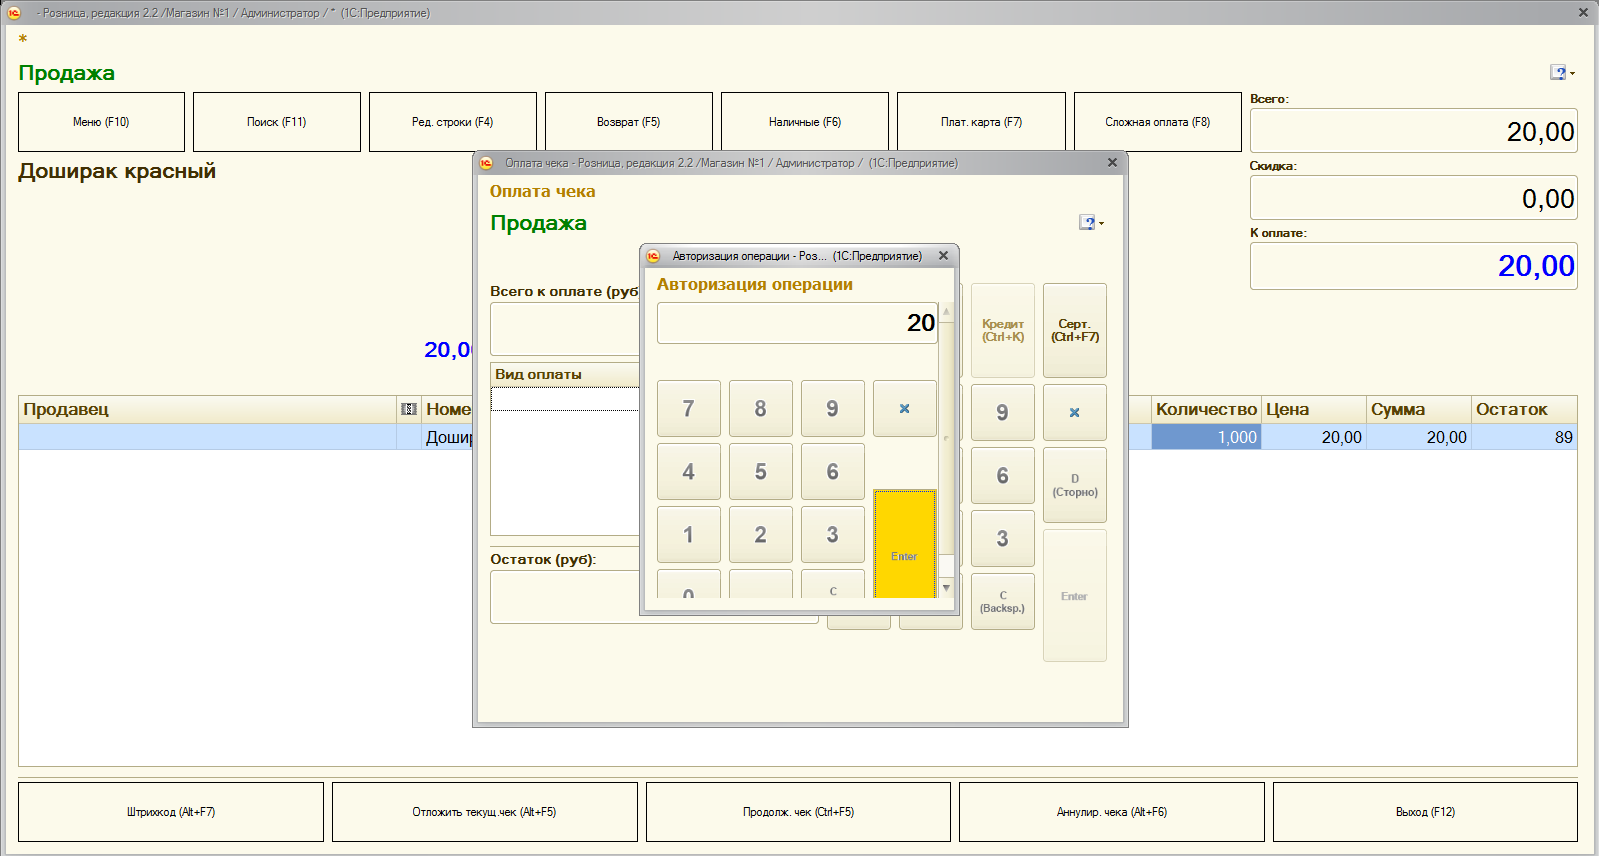 - Розница, редакция 2.2 /Магазин №1 / Администратор / * (1С:Предприятие)
*
Продажа
Меню (F10)
Поиск (F11)
Ред. строки (F4)
Возврат (F5)
Наличные (F6)
Плат. карта (F7)
Сложная оплата (F8)
Всего:
20,00
Доширак красный
Скидка:
0,00
К оплате:
20,00
Оплата чека - Розница, редакция 2.2 /Магазин №1 / Администратор / (1С:Предприятие)
Оплата чека
Продажа
Всего к оплате (руб
Кредит
(Ctrl+K)
Серт.
(Ctrl+F7)
20,0
Вид оплаты
9
6
D
(Сторно)
3
C
(Backsp.)
Enter
Остаток (руб):
Авторизация операции - Роз... (1С:Предприятие)
Авторизация операции
20
7 8 9
4 5 6
1 2 3
Enter
0
C
Продавец Номе Количество Цена Сумма Остаток
Дошир 1,000 20,00 20,00 89
Штрихкод (Alt+F7)
Отложить текущ.чек (Alt+F5)
Продолж. чек (Ctrl+F5)
Аннулир. чека (Alt+F6)
Выход (F12)